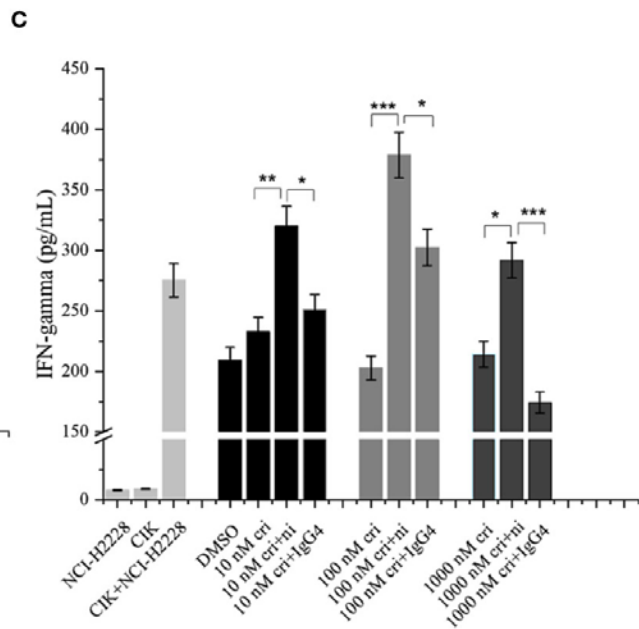 C
450
400
350
300
250
200
150
0
IFN-gamma (pg/mL)
** *
*** *
* ***
NCI-H2228
CIK
CIK+NCI-H2228
DMSO
10 nM cri
10 nM cri+ni
10 nM cri+IgG4
100 nM cri
100 nM cri+ni
100 nM cri+IgG4
1000 nM cri
1000 nM cri+ni
1000 nM cri+IgG4